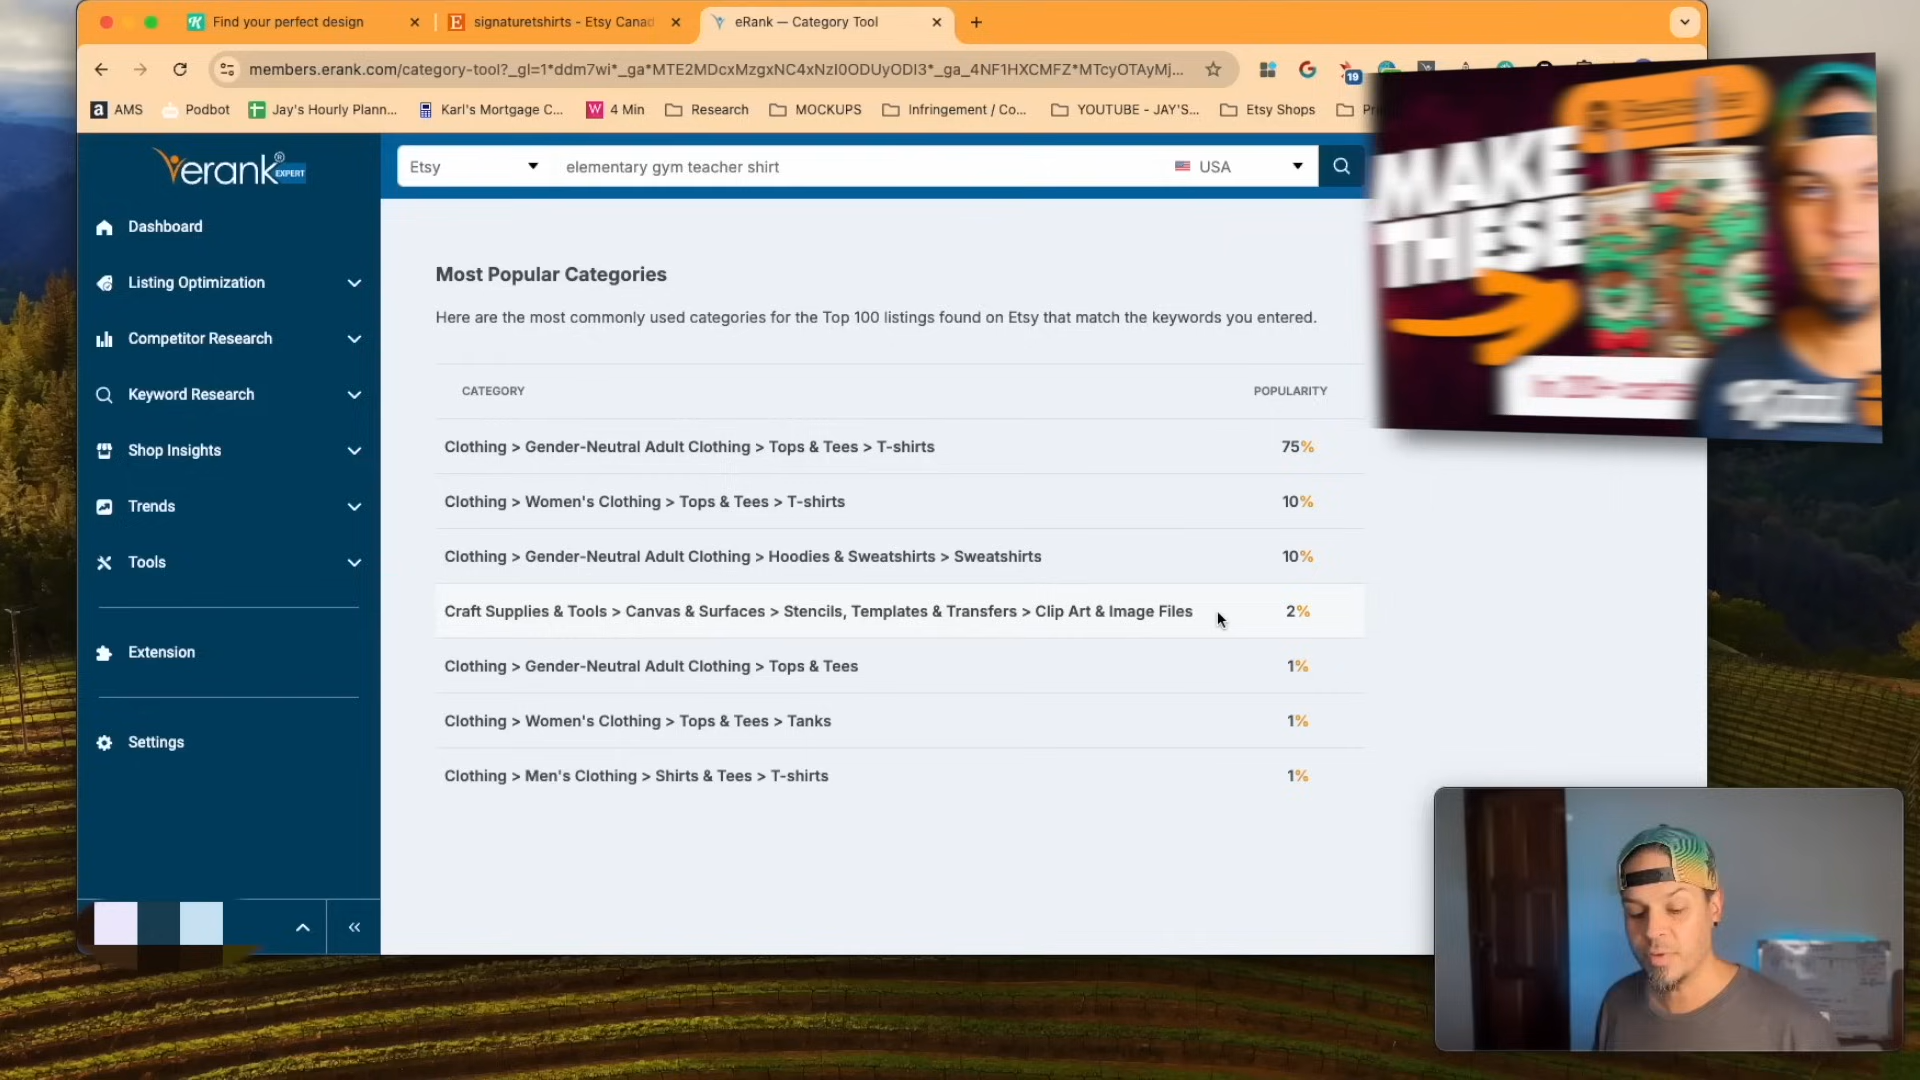 Find your perfect design
signaturetshirts - Etsy Canad
eRank — Category Tool
members.erank.com/category-tool?_gl=1*ddm7wi*_ga*MTE2MDcxMzgxNC4xNzI0ODUyODI3*_ga_4NF1HXCMFZ*MTcyOTAyMj...
19
AMS
Podbot
Jay's Hourly Plann...
Karl's Mortgage C...
4 Min
Research
MOCKUPS
Infringement / Co...
YOUTUBE - JAY'S...
Etsy Shops
erank® EXPERT
Etsy
elementary gym teacher shirt
USA
MAKE
THESE
Dashboard
Listing Optimization
Competitor Research
Keyword Research
Shop Insights
Trends
Tools
Extension
Settings
Most Popular Categories
Here are the most commonly used categories for the Top 100 listings found on Etsy that match the keywords you entered.
CATEGORY POPULARITY
Clothing > Gender-Neutral Adult Clothing > Tops & Tees > T-shirts 75%
Clothing > Women's Clothing > Tops & Tees > T-shirts 10%
Clothing > Gender-Neutral Adult Clothing > Hoodies & Sweatshirts > Sweatshirts 10%
Craft Supplies & Tools > Canvas & Surfaces > Stencils, Templates & Transfers > Clip Art & Image Files 2%
Clothing > Gender-Neutral Adult Clothing > Tops & Tees 1%
Clothing > Women's Clothing > Tops & Tees > Tanks 1%
Clothing > Men's Clothing > Shirts & Tees > T-shirts 1%